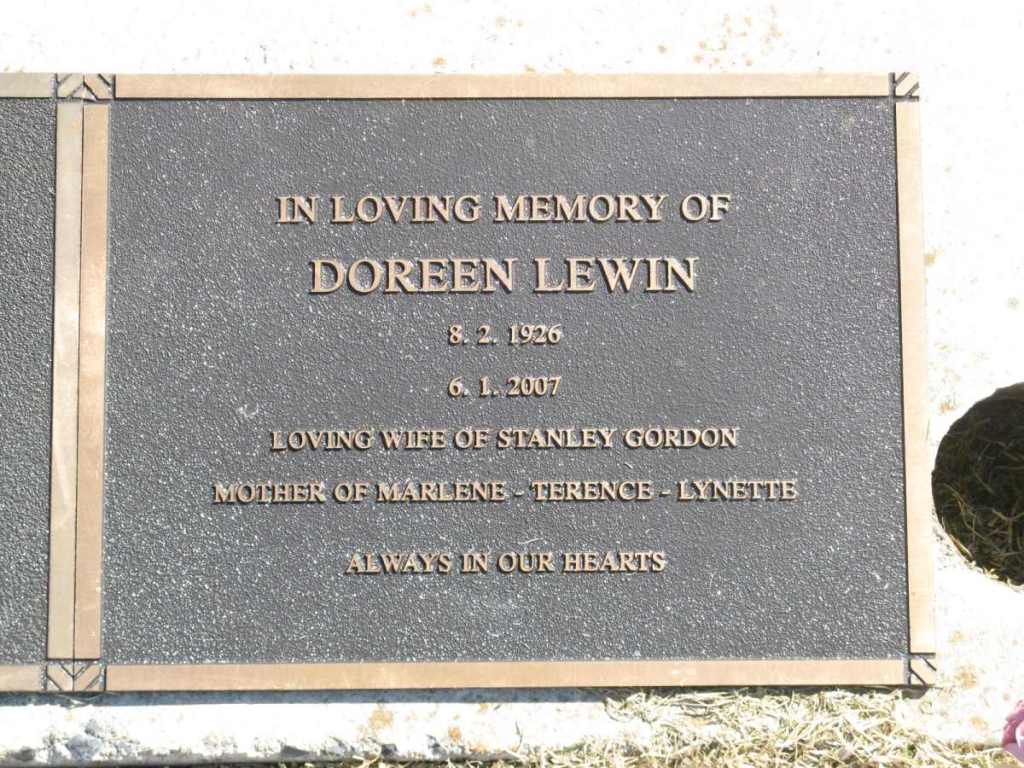 IN LOVING MEMORY OF
DOREEN LEWIN
8. 2. 1926
6. 1. 2007
LOVING WIFE OF STANLEY GORDON
MOTHER OF MARLENE - TERENCE - LYNETTE
ALWAYS IN OUR HEARTS